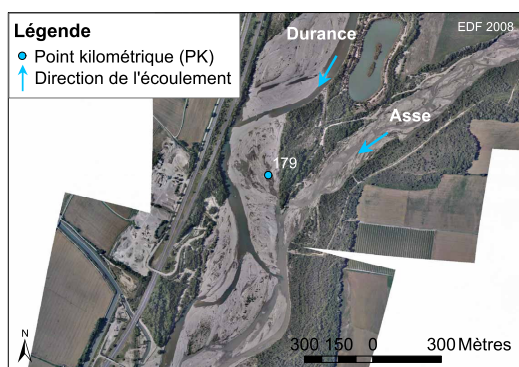 Légende
Point kilométrique (PK)
Direction de l'écoulement
EDF 2008
Durance
Asse
179
N
300 150 0 300 Mètres